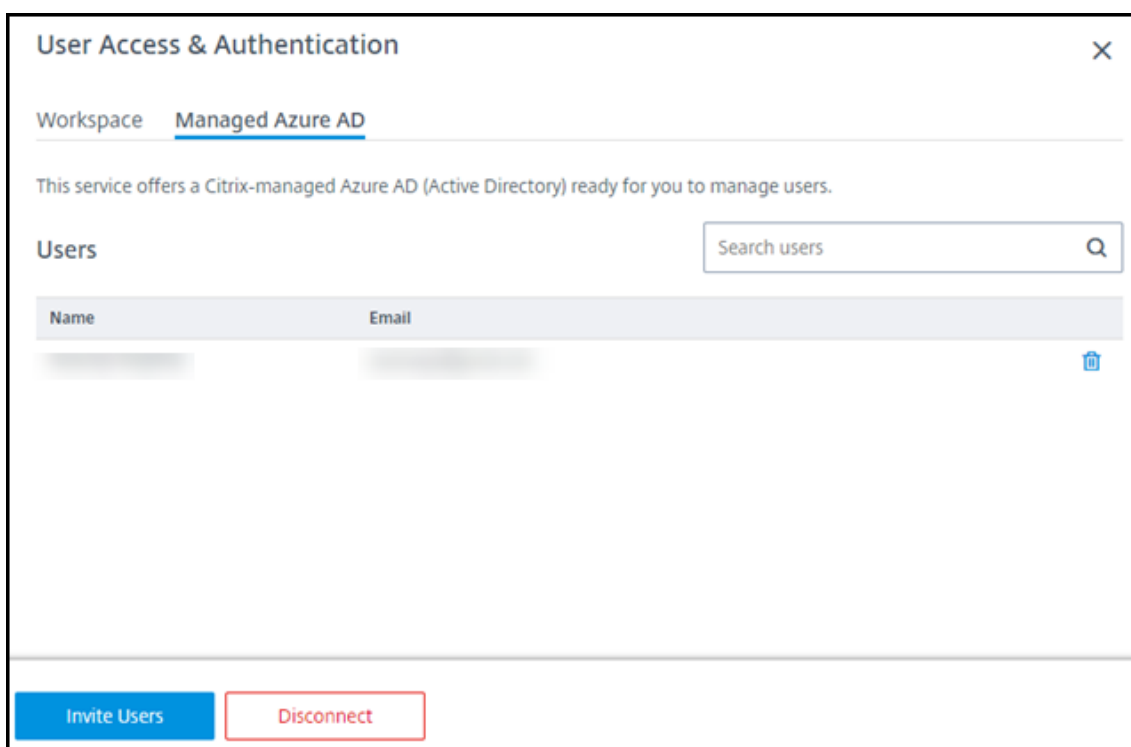 User Access & Authentication
Workspace Managed Azure AD
This service offers a Citrix-managed Azure AD (Active Directory) ready for you to manage users.
Users
Search users
Name Email
Invite Users Disconnect